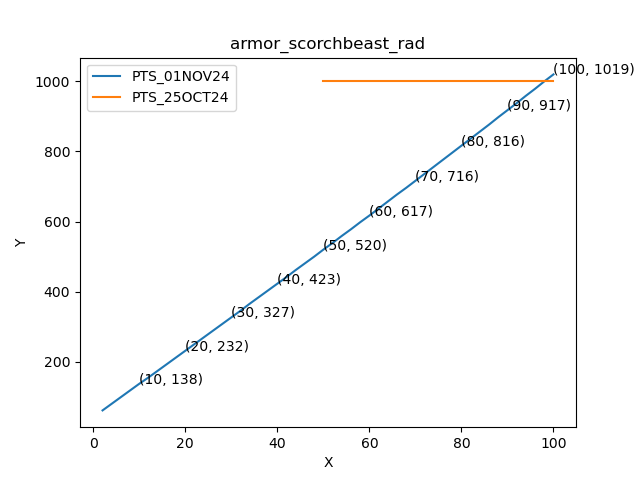 armor_scorchbeast_rad
PTS_01NOV24
PTS_25OCT24
(100, 1019)
(90, 917)
(80, 816)
(70, 716)
(60, 617)
(50, 520)
(40, 423)
(30, 327)
(20, 232)
(10, 138)
1000
800
600
400
200
Y
0 20 40 60 80 100
X